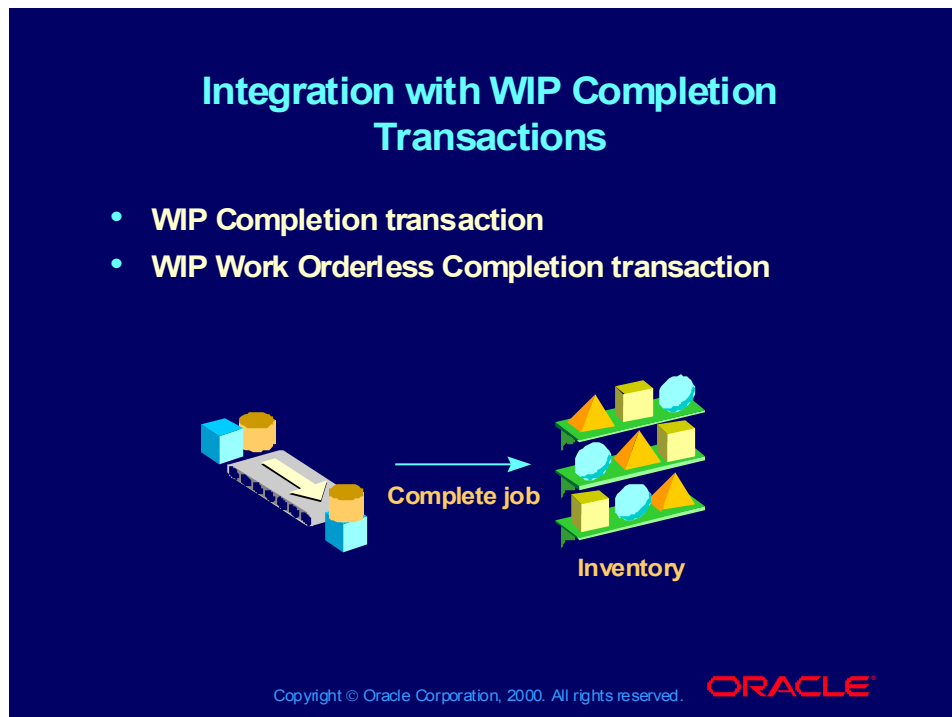 Integration with WIP Completion
Transactions
• WIP Completion transaction
• WIP Work Orderless Completion transaction
Complete job
Inventory
Copyright © Oracle Corporation, 2000. All rights reserved.
ORACLE®